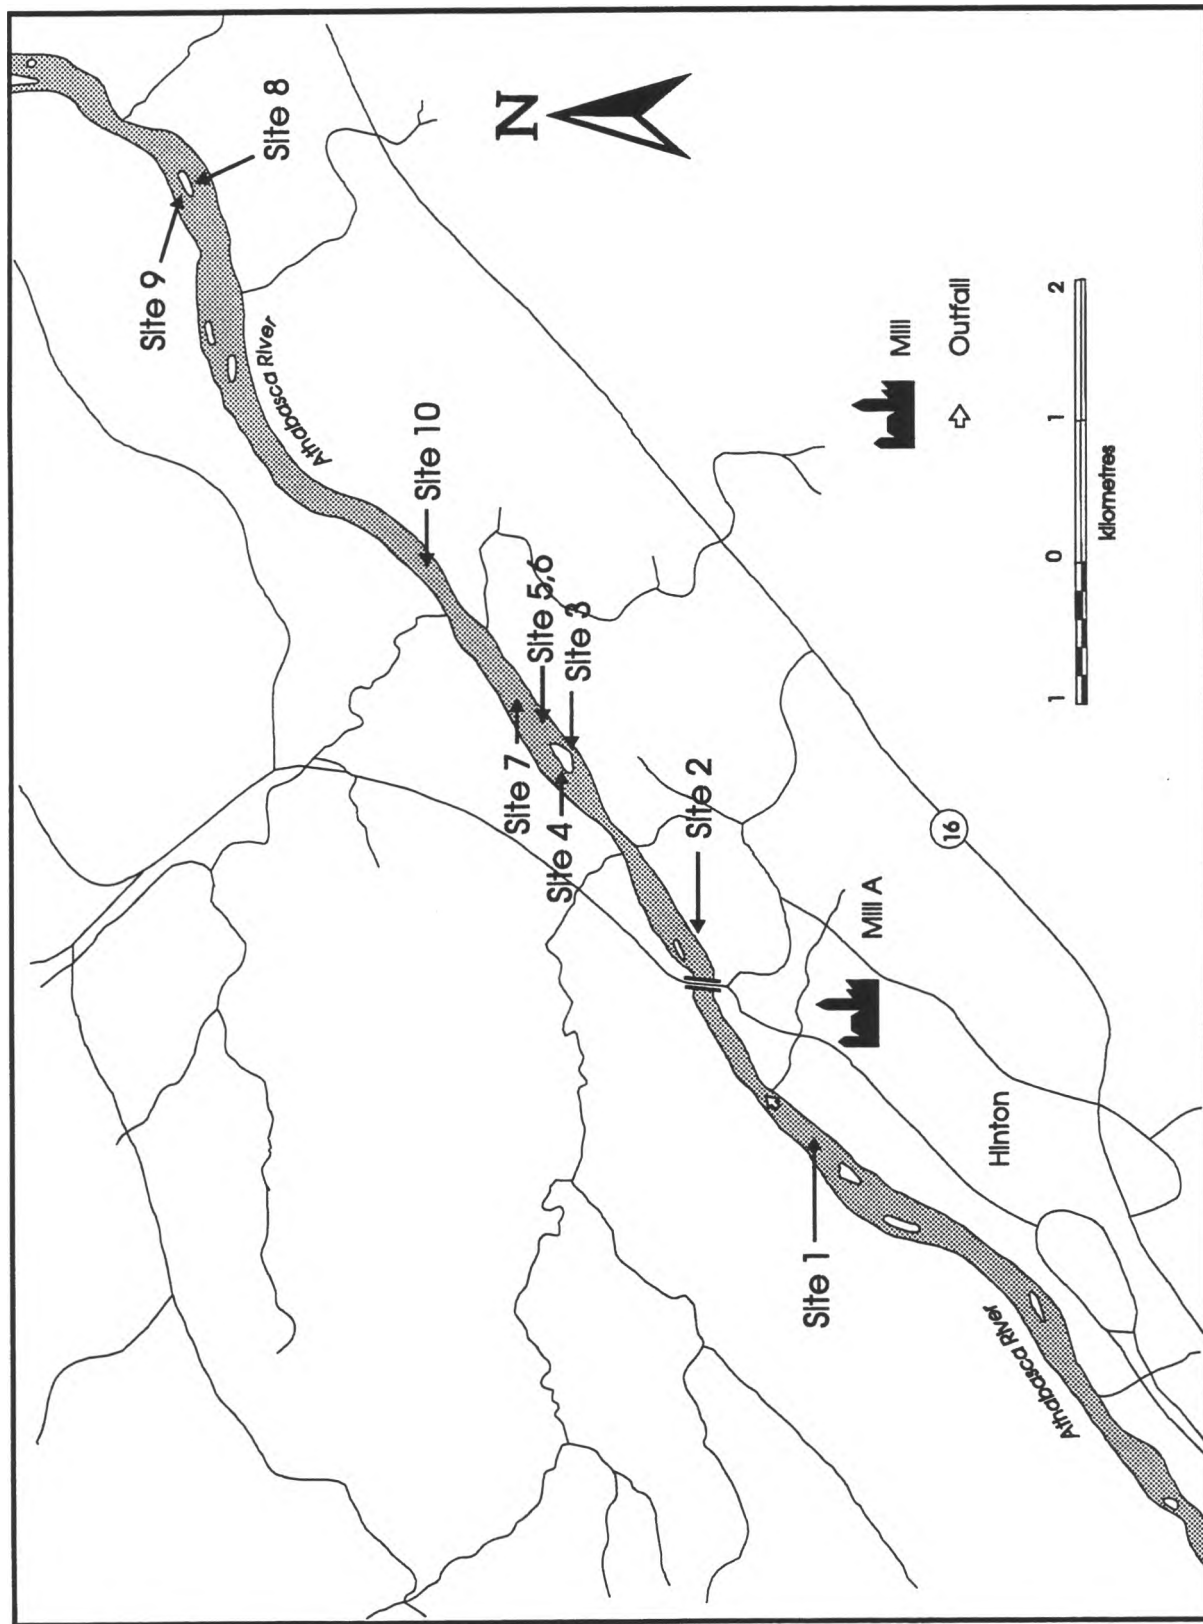 N
Site 8
Site 9
Athabasca River
Site 10
Site 5,6
Site 3
Site 7
Site 4
Site 2
Site 1
Mill
Outfall
Mill A
16
Hinton
Athabasca River
1 0 1 2
kilometres